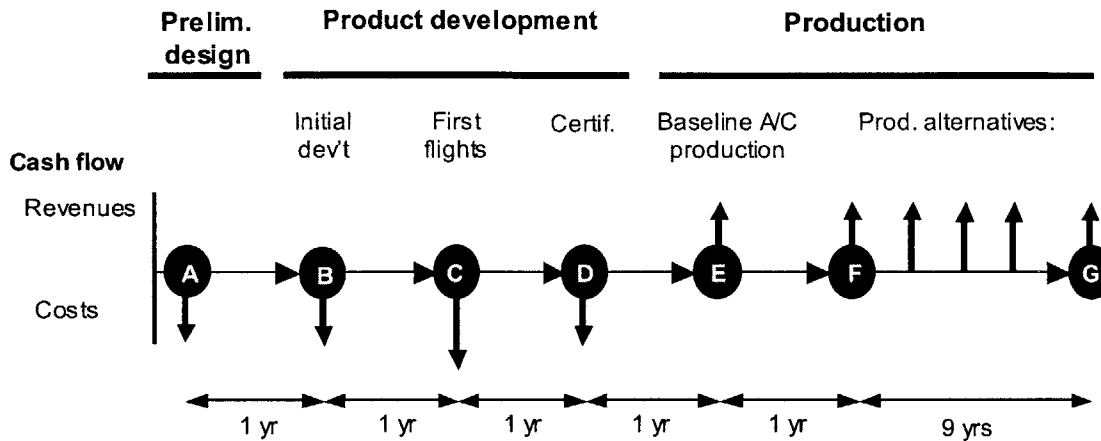 Prelim.
design
Product development
Production
Initial
dev't
First
flights
Certif.
Baseline A/C
production
Prod. alternatives:
Cash flow
Revenues
A
B
C
D
E
F
G
Costs
1 yr
1 yr
1 yr
1 yr
1 yr
9 yrs